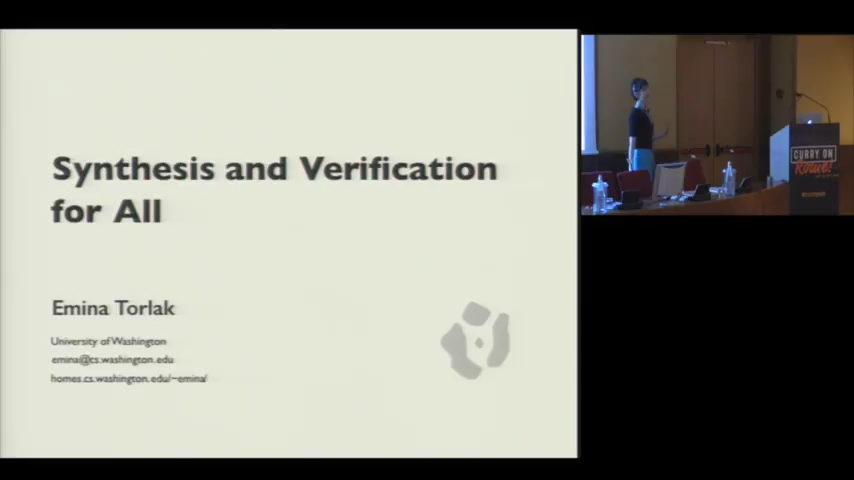 Synthesis and Verification
for All
Emina Torlak
University of Washington
emina@cs.washington.edu
homes.cs.washington.edu/~emina/
CURRY ON
Rome!